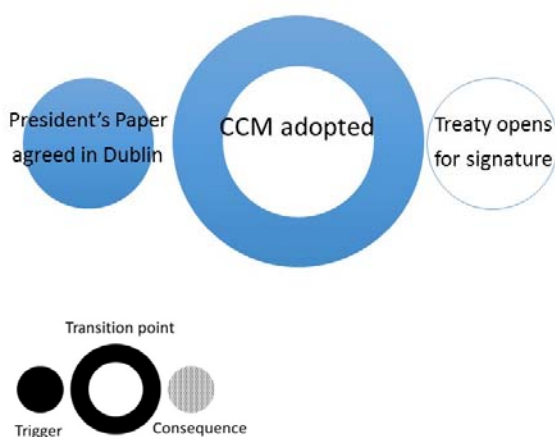 President's Paper
agreed in Dublin
CCM adopted
Treaty opens
for signature
Transition point
Trigger
Consequence